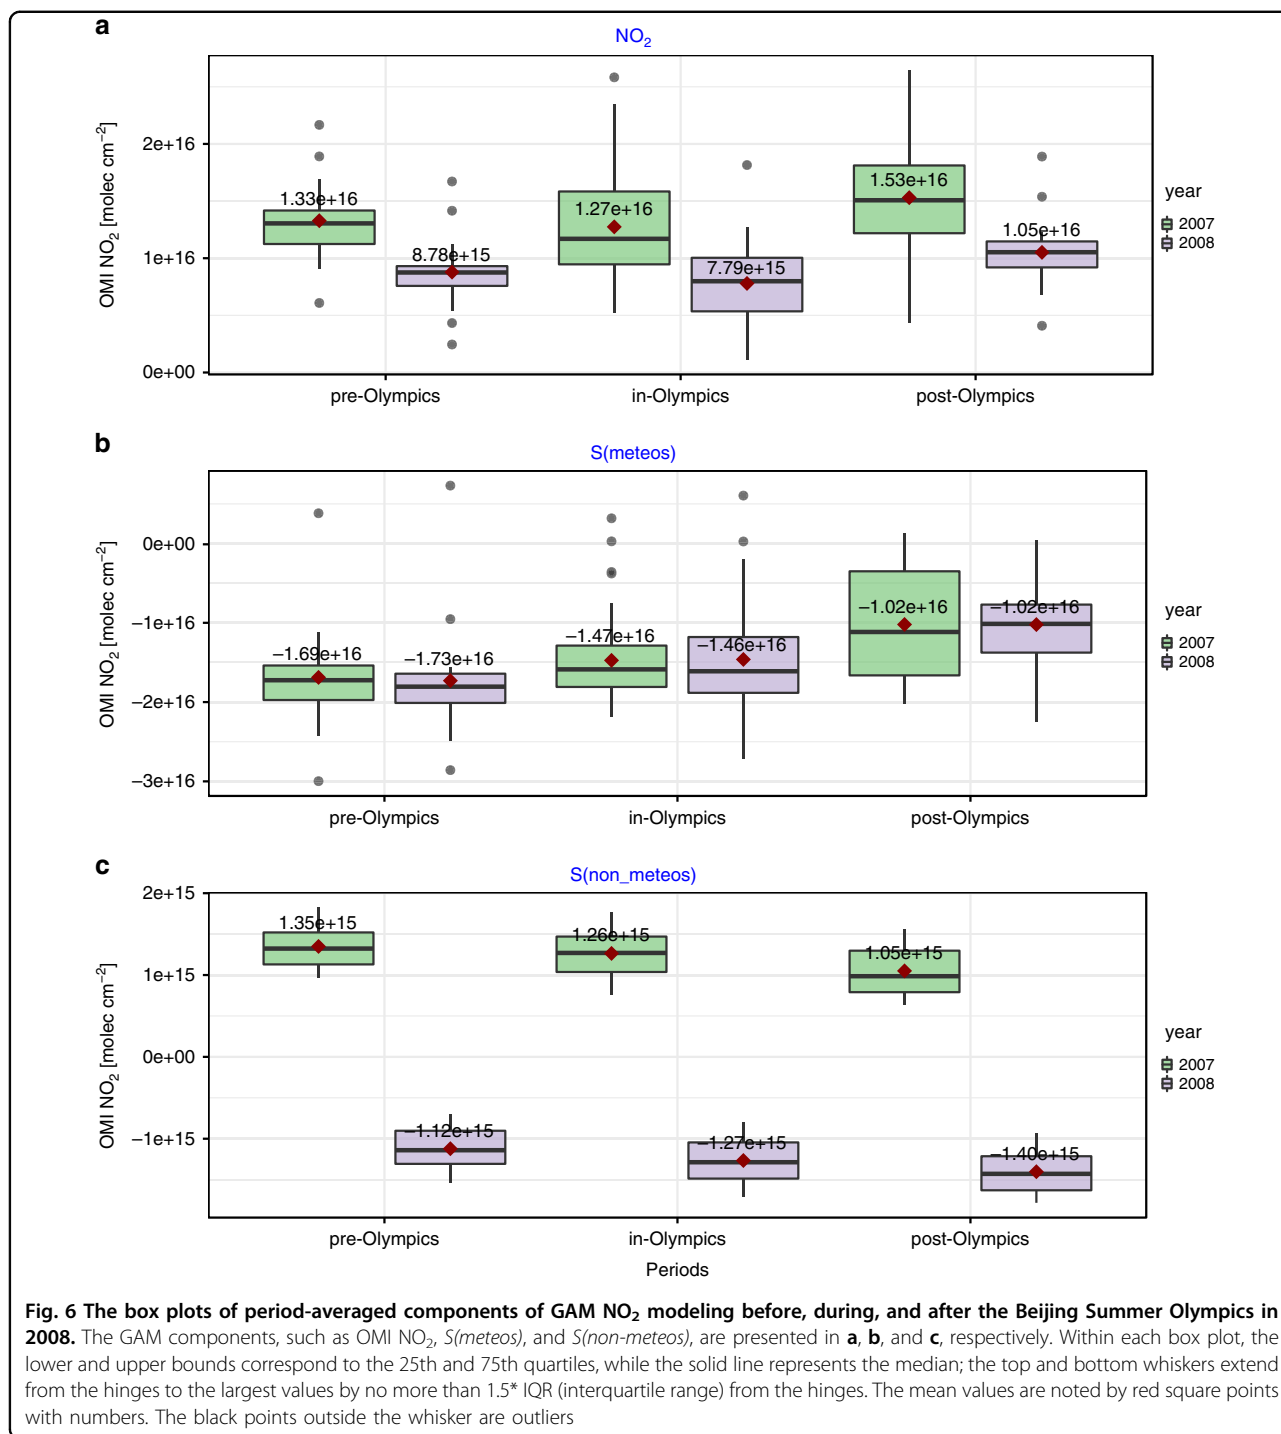 a
NO₂
OMI NO₂ [molec cm⁻²]
2e+16
1e+16
0e+00
1.33e+16
8.78e+15
1.27e+16
7.79e+15
1.53e+16
1.05e+16
pre-Olympics
in-Olympics
post-Olympics
year
2007
2008
b
S(meteos)
OMI NO₂ [molec cm⁻²]
0e+00
−1e+16
−2e+16
−3e+16
−1.69e+16
−1.73e+16
−1.47e+16
−1.46e+16
−1.02e+16
−1.02e+16
pre-Olympics
in-Olympics
post-Olympics
year
2007
2008
c
S(non_meteos)
OMI NO₂ [molec cm⁻²]
2e+15
1e+15
0e+00
−1e+15
1.35e+15
−1.12e+15
1.26e+15
−1.27e+15
1.05e+15
−1.40e+15
pre-Olympics
in-Olympics
post-Olympics
Periods
year
2007
2008
Fig. 6 The box plots of period-averaged components of GAM NO₂ modeling before, during, and after the Beijing Summer Olympics in
2008. The GAM components, such as OMI NO₂, S(meteos), and S(non-meteos), are presented in a, b, and c, respectively. Within each box plot, the
lower and upper bounds correspond to the 25th and 75th quartiles, while the solid line represents the median; the top and bottom whiskers extend
from the hinges to the largest values by no more than 1.5* IQR (interquartile range) from the hinges. The mean values are noted by red square points
with numbers. The black points outside the whisker are outliers